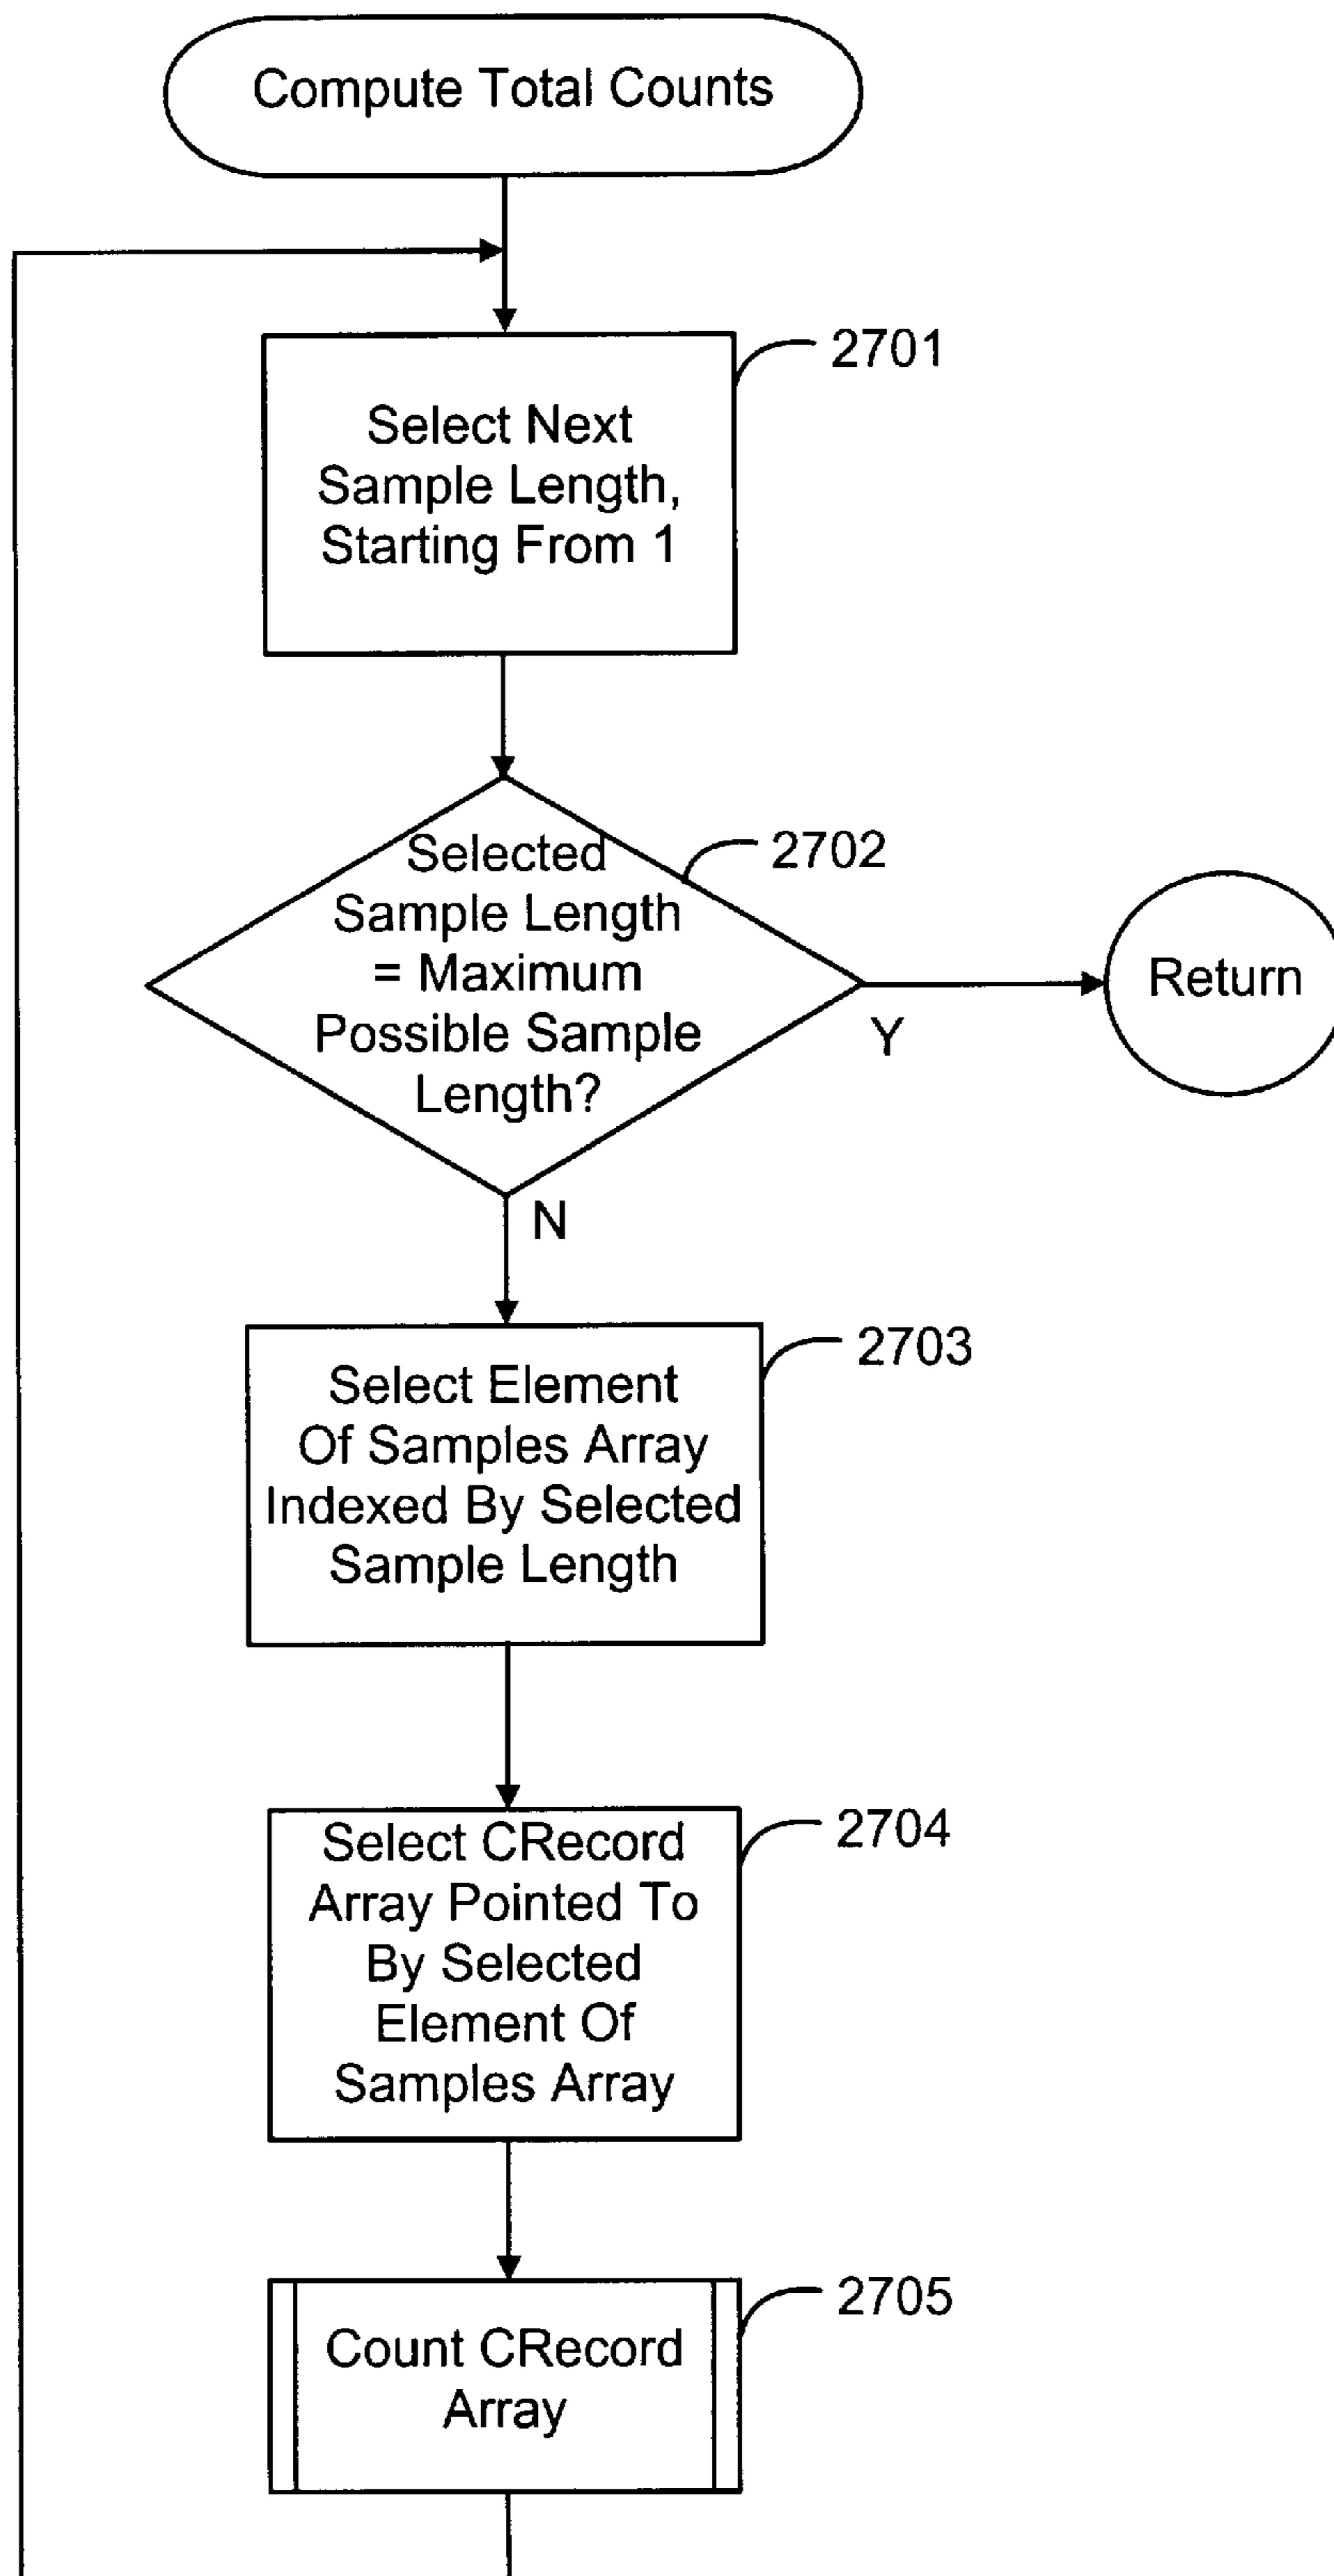 Compute Total Counts
2701
Select Next
Sample Length,
Starting From 1
2702
Selected
Sample Length
= Maximum
Possible Sample
Length?
Return
Y
N
2703
Select Element
Of Samples Array
Indexed By Selected
Sample Length
2704
Select CRecord
Array Pointed To
By Selected
Element Of
Samples Array
2705
Count CRecord
Array